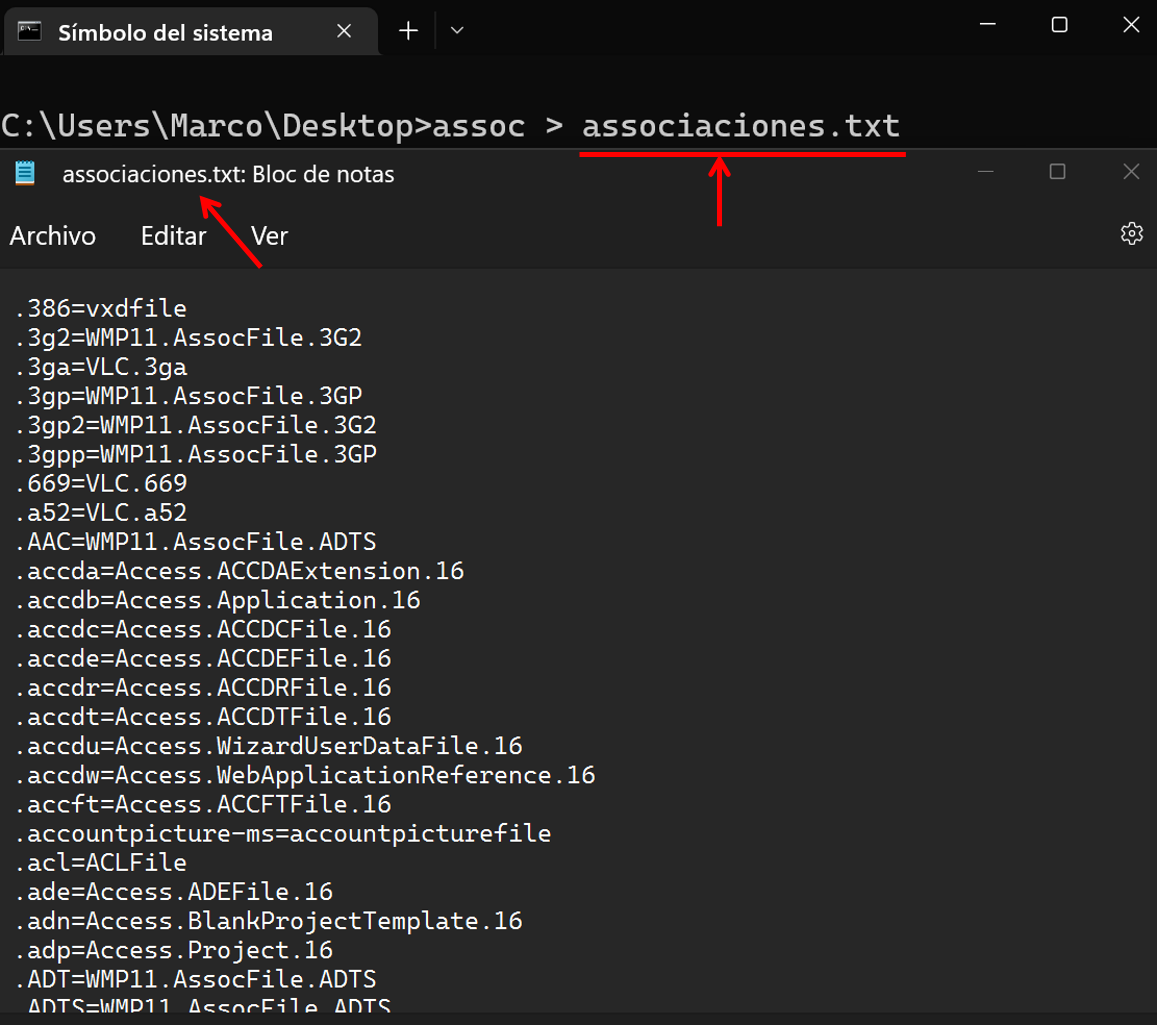 Símbolo del sistema
C:\Users\Marco\Desktop>assoc > associaciones.txt
associaciones.txt: Bloc de notas
Archivo Editar Ver
.386=vxdfile
.3g2=WMP11.AssocFile.3G2
.3ga=VLC.3ga
.3gp=WMP11.AssocFile.3GP
.3gp2=WMP11.AssocFile.3G2
.3gpp=WMP11.AssocFile.3GP
.669=VLC.669
.a52=VLC.a52
.AAC=WMP11.AssocFile.ADTS
.accda=Access.ACCDAExtension.16
.accdb=Access.Application.16
.accdc=Access.ACCDCFile.16
.accde=Access.ACCDEFile.16
.accdr=Access.ACCDRFile.16
.accdt=Access.ACCDTFile.16
.accdu=Access.WizardUserDataFile.16
.accdw=Access.WebApplicationReference.16
.accft=Access.ACCFTFile.16
.accountpicture-ms=accountpicturefile
.acl=ACLFile
.ade=Access.ADEFile.16
.adn=Access.BlankProjectTemplate.16
.adp=Access.Project.16
.ADT=WMP11.AssocFile.ADTS
.ADTS=WMP11.AssocFile.ADTS